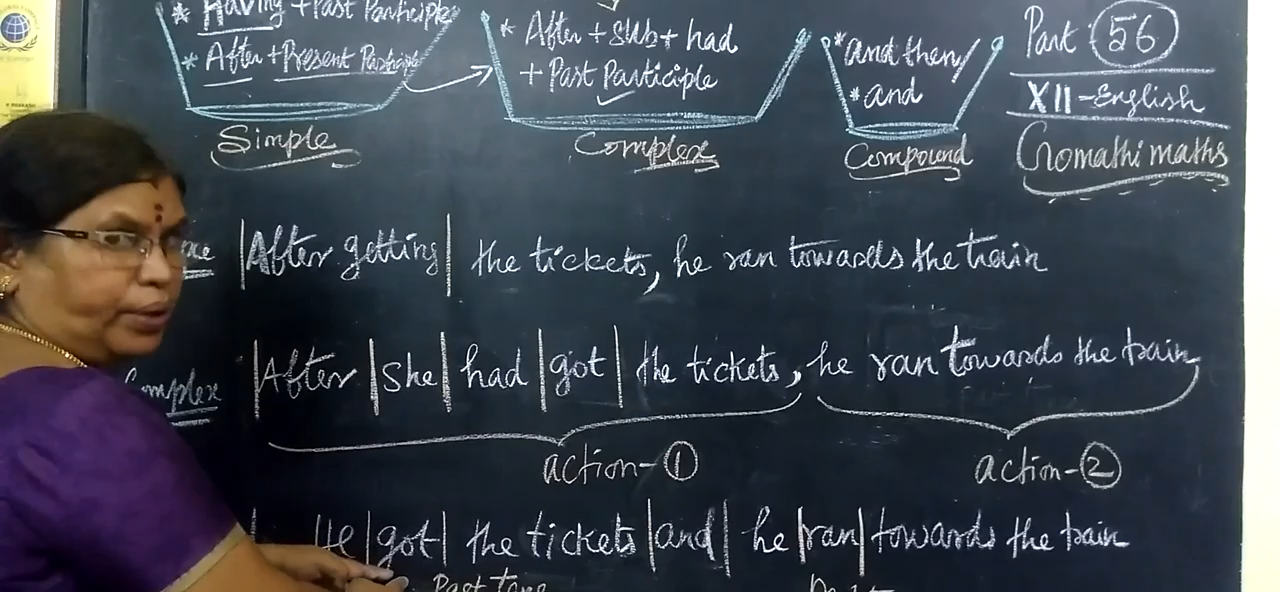 * Having + Past Participle
* After + Present Participle
Simple
* After + sub + had
+ Past Participle
Complex
* and then/
* and
Compound
Part 56
XII-English
Gomathi maths
After getting the tickets, he ran towards the train
Complex After she had got the tickets, he ran towards the train
action-①
action-②
He got the tickets and he ran towards the train